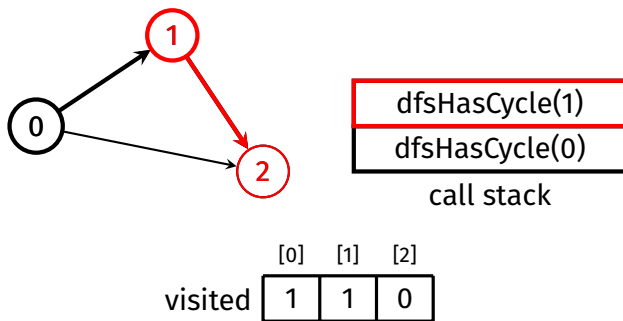 1
0
2
dfsHasCycle(1)
dfsHasCycle(0)
call stack
[0] [1] [2]
visited 1 1 0